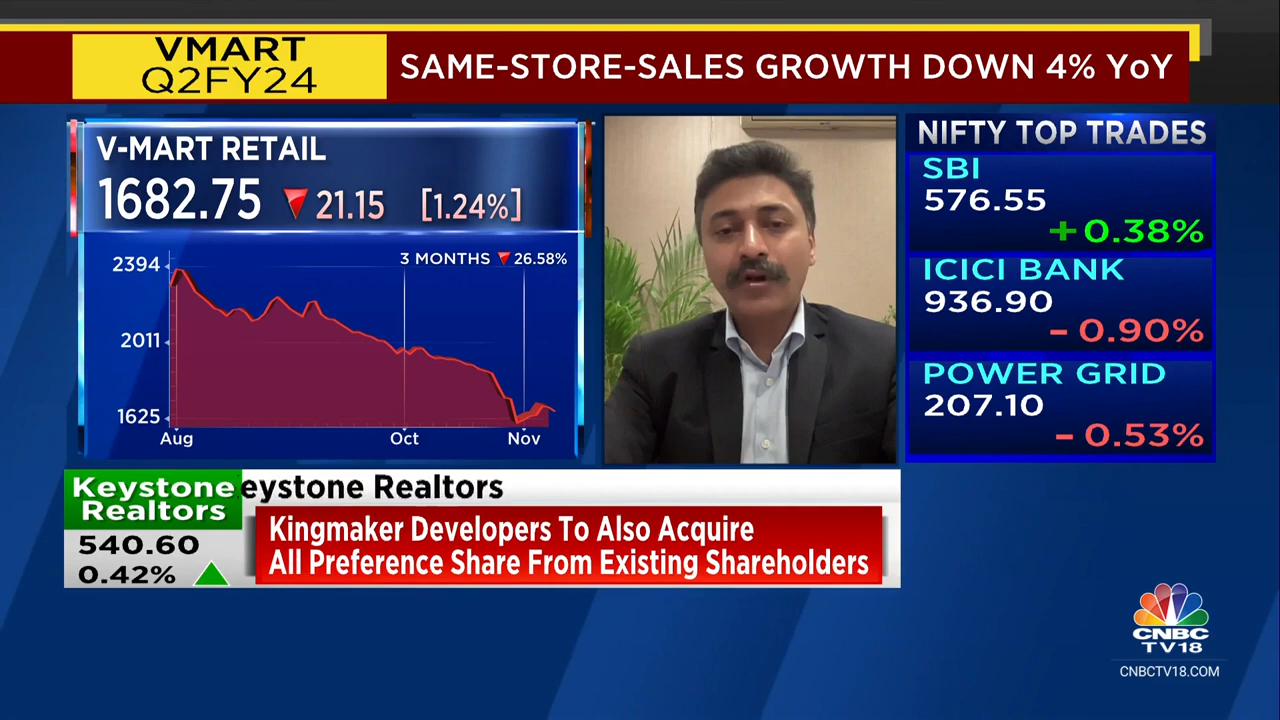 VMART
Q2FY24
SAME-STORE-SALES GROWTH DOWN 4% YoY
V-MART RETAIL
1682.75 ▼ 21.15 [1.24%]
3 MONTHS ▼ 26.58%
2394
2011
1625
Aug Oct Nov
NIFTY TOP TRADES
SBI
576.55
+0.38%
ICICI BANK
936.90
-0.90%
POWER GRID
207.10
-0.53%
Keystone
Realtors
540.60
0.42% ▲
eystone Realtors
Kingmaker Developers To Also Acquire
All Preference Share From Existing Shareholders
CNBC
TV18
CNBCTV18.COM